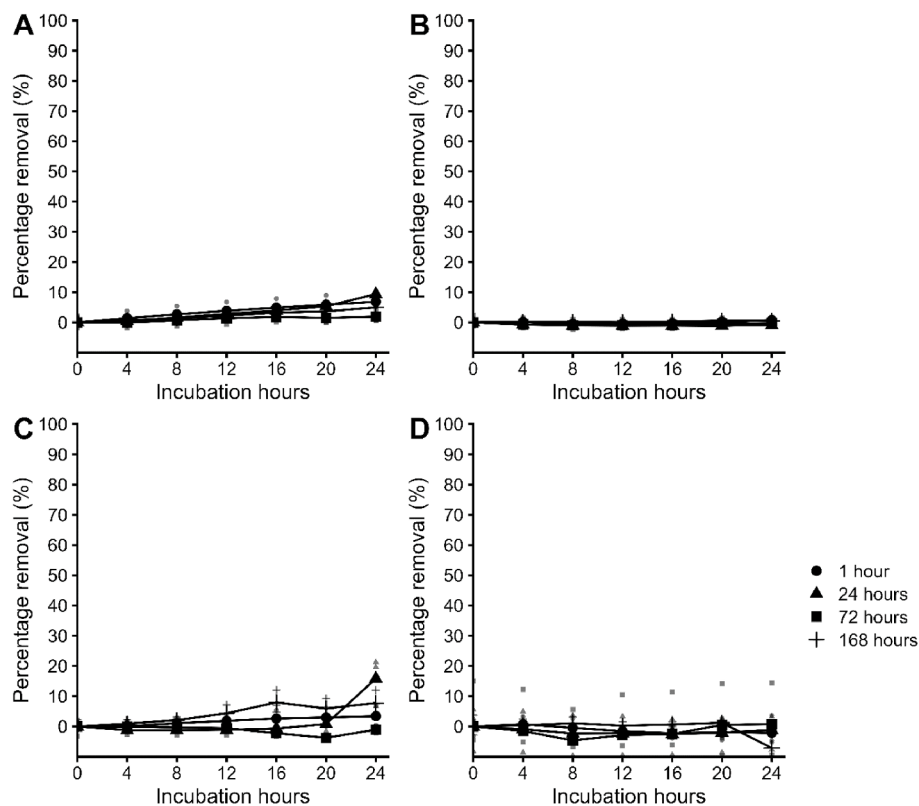 A
Percentage removal (%)
100
90
80
70
60
50
40
30
20
10
0
0 4 8 12 16 20 24
Incubation hours
B
Percentage removal (%)
100
90
80
70
60
50
40
30
20
10
0
0 4 8 12 16 20 24
Incubation hours
C
Percentage removal (%)
100
90
80
70
60
50
40
30
20
10
0
0 4 8 12 16 20 24
Incubation hours
D
Percentage removal (%)
100
90
80
70
60
50
40
30
20
10
0
0 4 8 12 16 20 24
Incubation hours
1 hour
24 hours
72 hours
168 hours